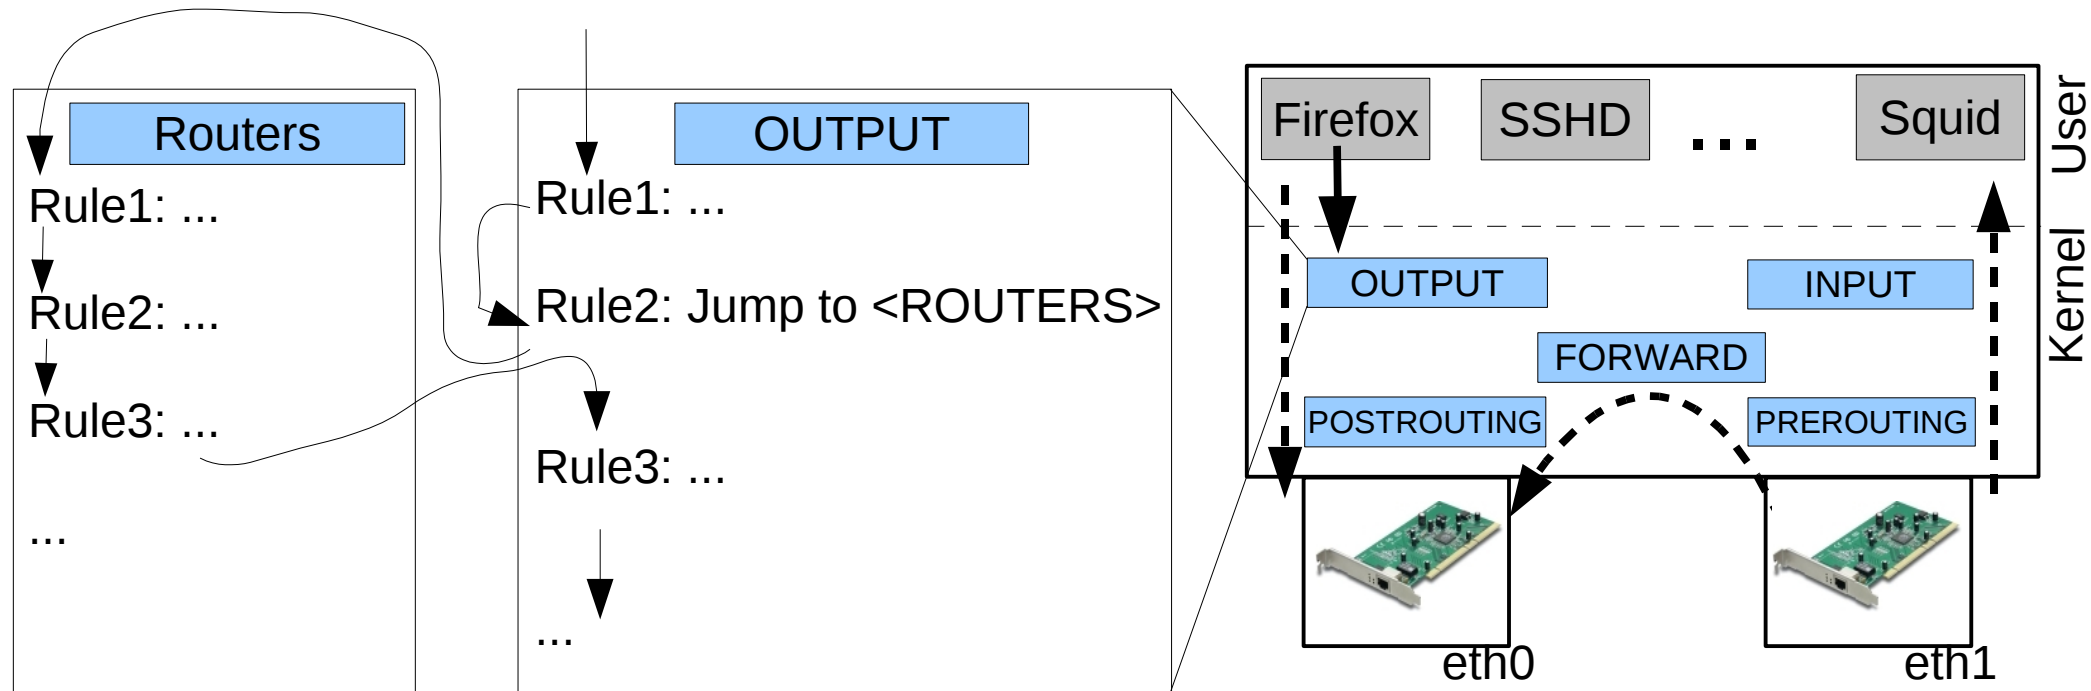 Routers
Rule1: ...
Rule2: ...
Rule3: ...
...
OUTPUT
Rule1: ...
Rule2: Jump to <ROUTERS>
Rule3: ...
...
Firefox
SSHD
...
Squid
User
Kernel
OUTPUT
INPUT
FORWARD
POSTROUTING
PREROUTING
eth0
eth1